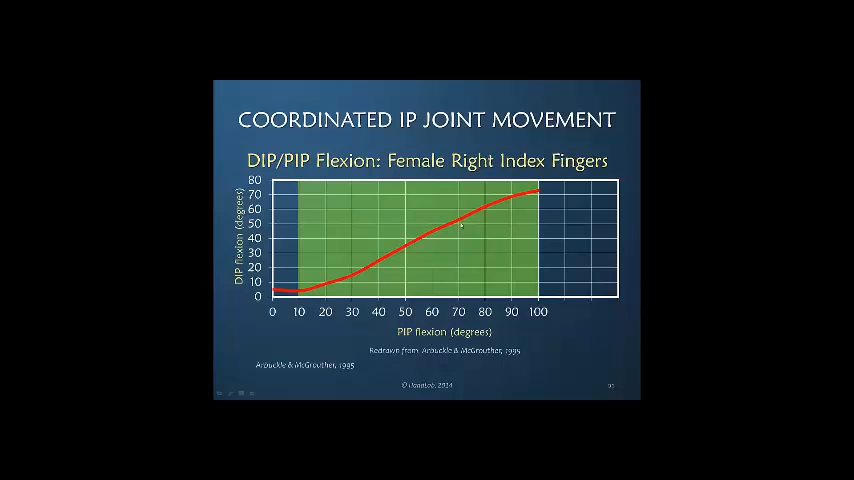 COORDINATED IP JOINT MOVEMENT
DIP/PIP Flexion: Female Right Index Fingers
80
70
60
50
40
30
20
10
0
DIP flexion (degrees)
0 10 20 30 40 50 60 70 80 90 100
PIP flexion (degrees)
Redrawn from Arbuckle & McGrouther, 1995
Arbuckle & McGrouther, 1995
© HandLab, 2014